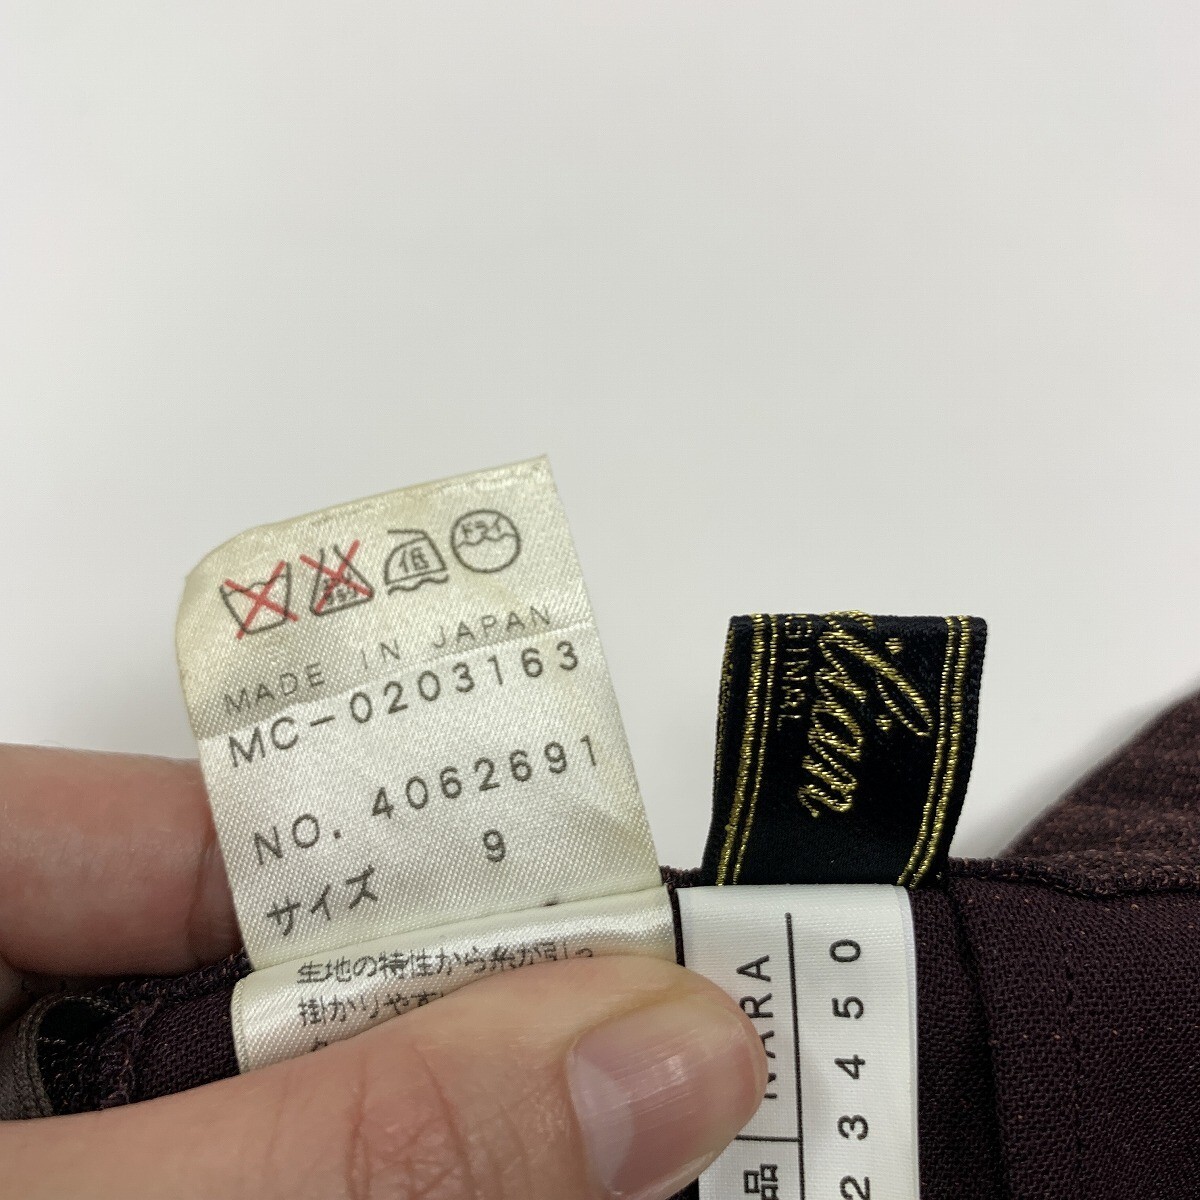 低 ドライ
MADE IN JAPAN
MC-0203163
NO. 4062691
サイズ 9
生地の特性から糸が引っ
掛かりやす
NARA
品 23450